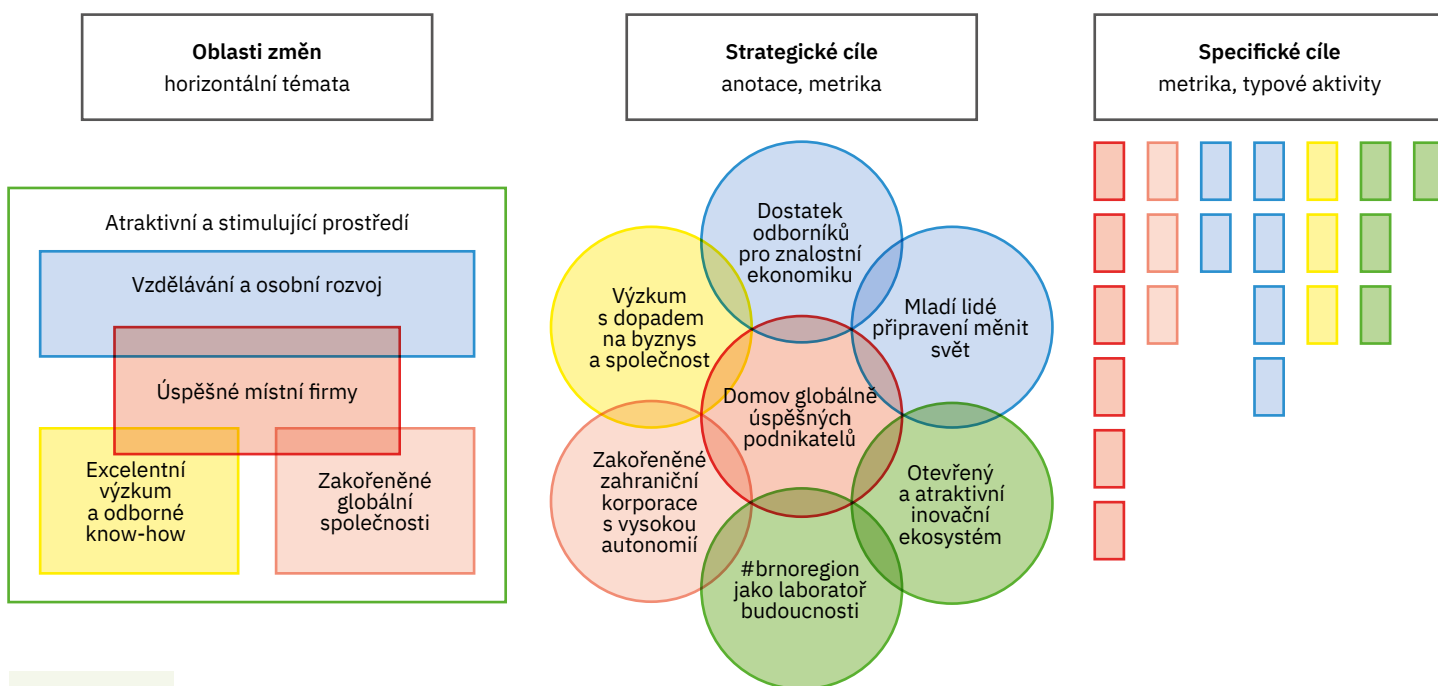 Oblasti změn
horizontální témata
Strategické cíle
anotace, metrika
Specifické cíle
metrika, typové aktivity
Atraktivní a stimulující prostředí
Vzdělávání a osobní rozvoj
Úspěšné místní firmy
Excelentní
výzkum
a odborné
know-how
Zakořeněné
globální
společnosti
Dostatek
odborníků
pro znalostní
ekonomiku
Výzkum
s dopadem
na byznys
a společnost
Mladí lidé
připravení měnit
svět
Domov globálně
úspěšných
podnikatelů
Zakořeněné
zahraniční
korporace
s vysokou
autonomií
Otevřený
a atraktivní
inovační
ekosystém
#brnoregion
jako laboratoř
budoucnosti